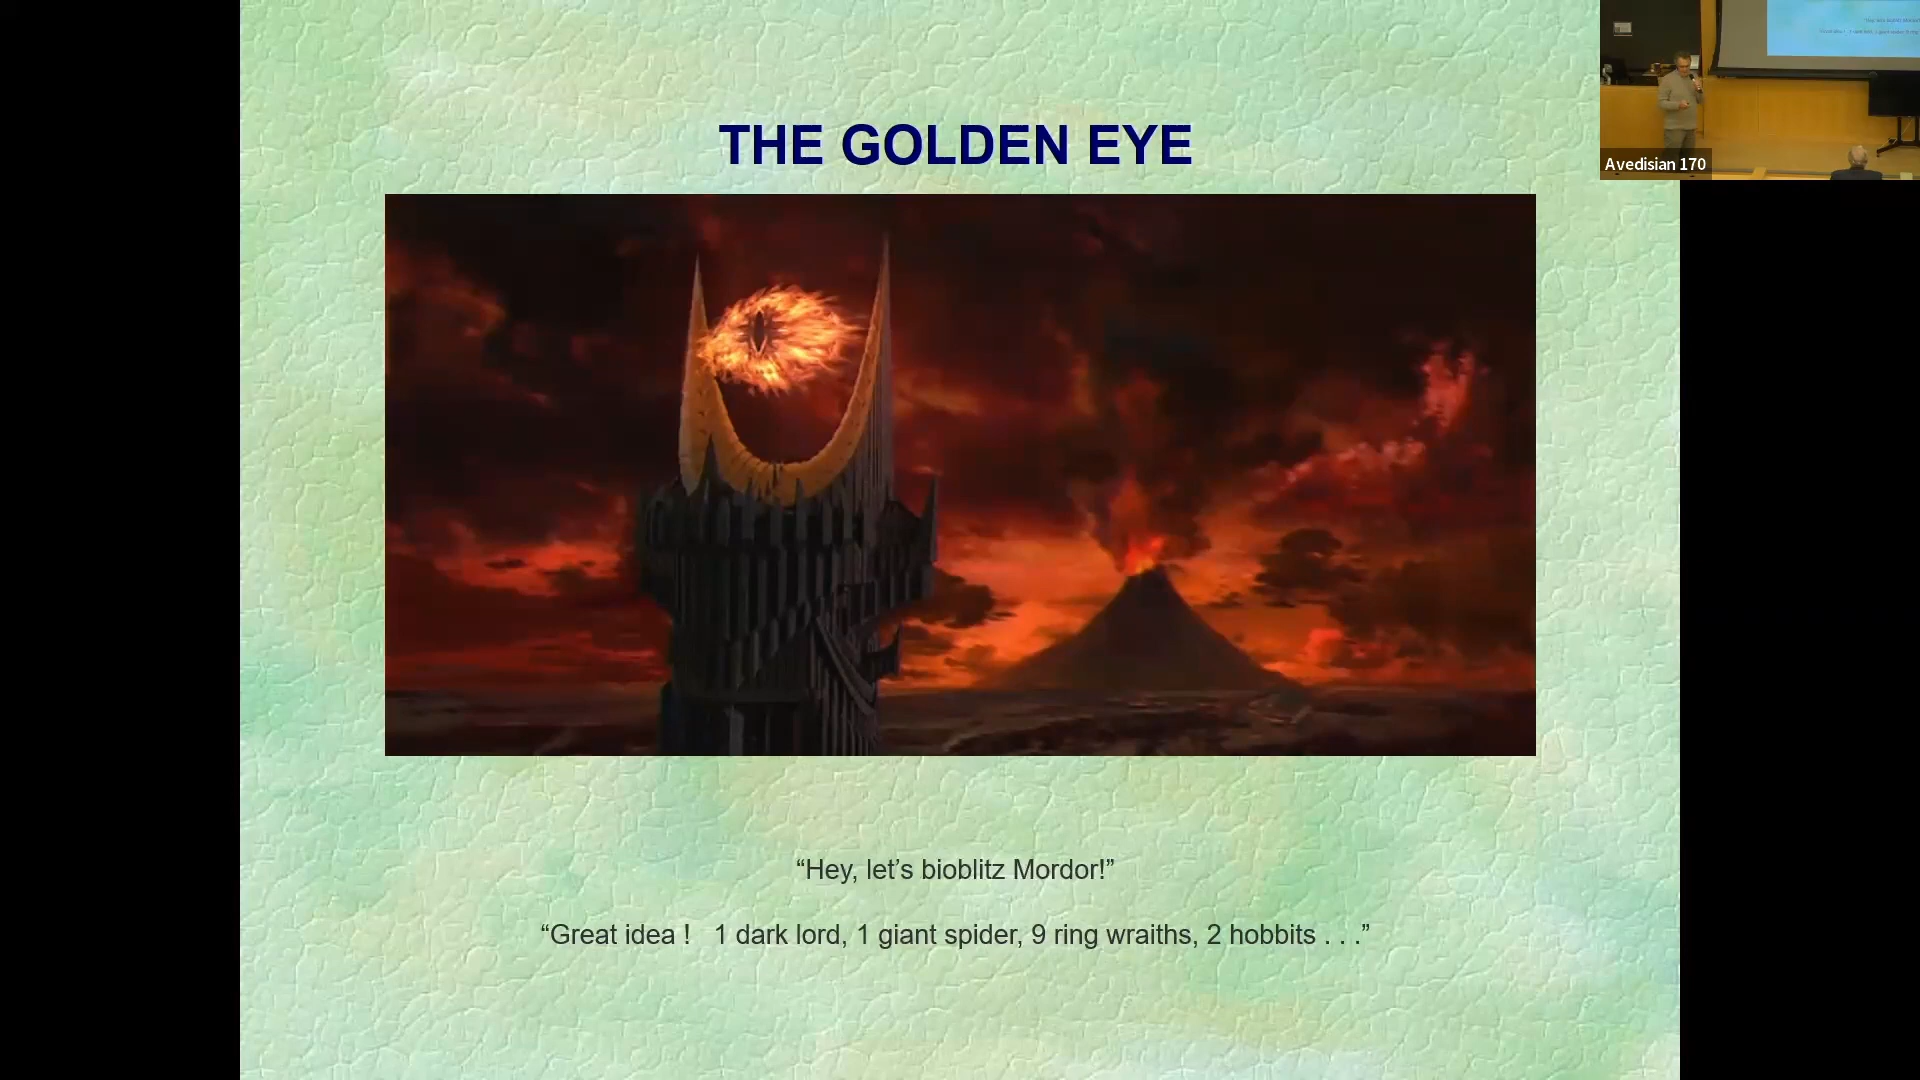 THE GOLDEN EYE
Avedisian 170
“Hey, let’s bioblitz Mordor!”
“Great idea ! 1 dark lord, 1 giant spider, 9 ring wraiths, 2 hobbits . . .”